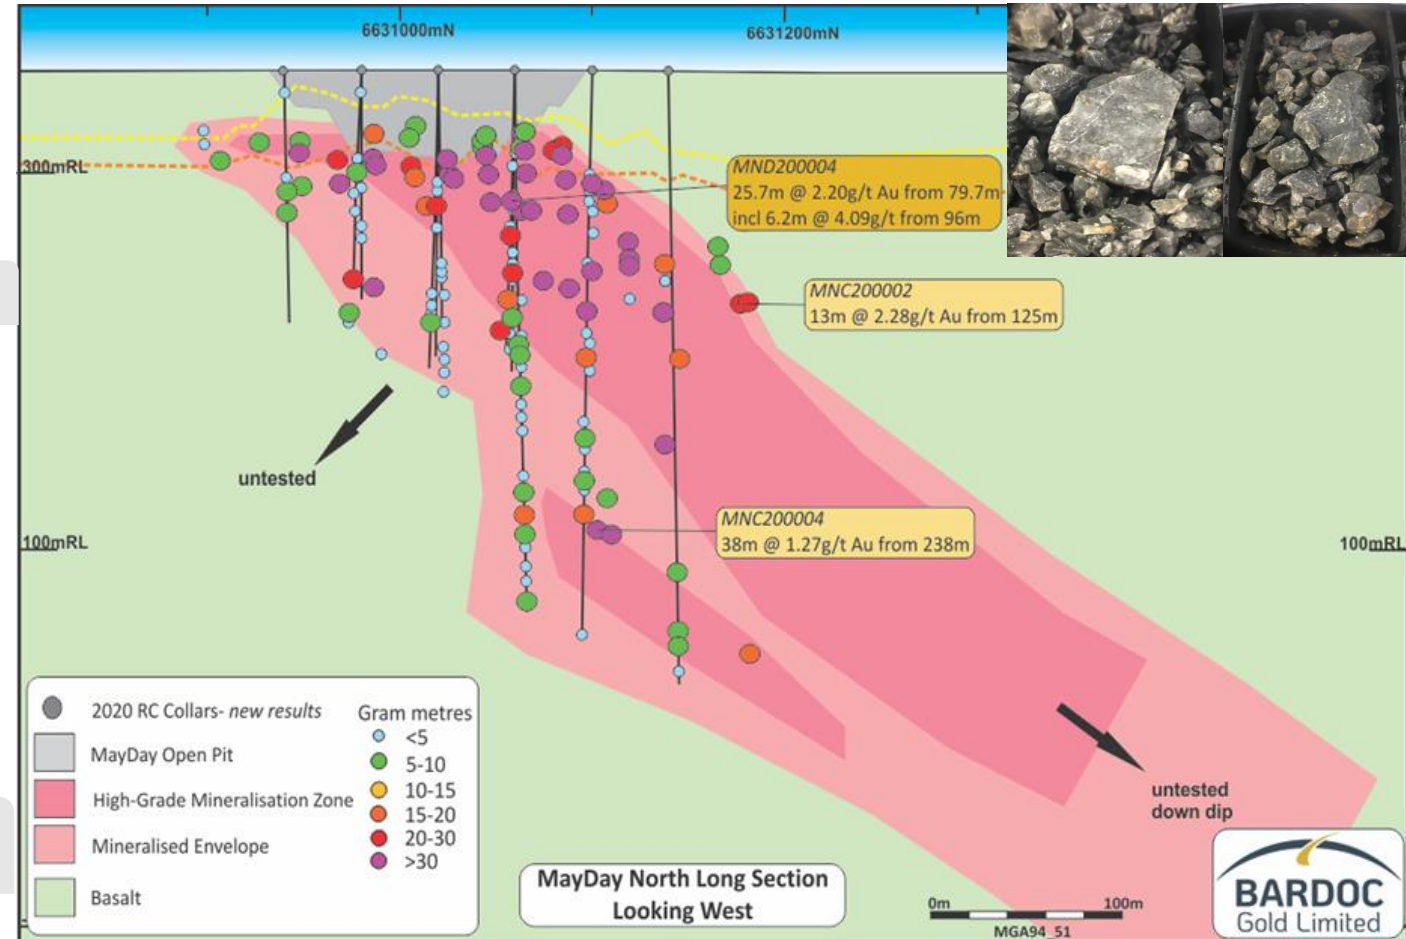 6631000mN
6631200mN
300mRL
MND200004
25.7m @ 2.20g/t Au from 79.7m
incl 6.2m @ 4.09g/t from 96m
MNC200002
13m @ 2.28g/t Au from 125m
untested
MNC200004
38m @ 1.27g/t Au from 238m
100mRL
100mRL
2020 RC Collars- new results
MayDay Open Pit
High-Grade Mineralisation Zone
Mineralised Envelope
Basalt
Gram metres
<5
5-10
10-15
15-20
20-30
>30
untested
down dip
MayDay North Long Section
Looking West
0m
100m
MGA94_51
BARDOC
Gold Limited